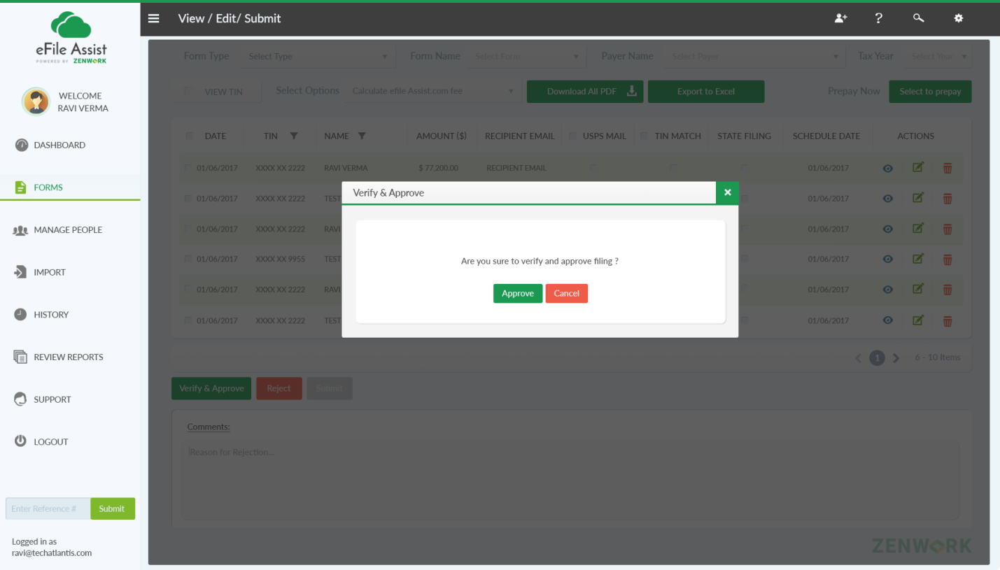 View / Edit/ Submit
eFile Assist
POWERED BY ZENWORK
WELCOME
RAVI VERMA
DASHBOARD
FORMS
MANAGE PEOPLE
IMPORT
HISTORY
REVIEW REPORTS
SUPPORT
LOGOUT
Enter Reference # Submit
Logged in as
ravi@techatlantis.com
Form Type Select Type Form Name Select Form Payer Name Select Payer Tax Year Select Year
VIEW TIN Select Options Calculate efile Assist.com fee Download All PDF Export to Excel Prepay Now Select to prepay
DATE TIN NAME AMOUNT ($) RECIPIENT EMAIL USPS MAIL TIN MATCH STATE FILING SCHEDULE DATE ACTIONS
01/06/2017 XXXX XX 2222 RAVI VERMA $ 77,200.00 RECIPIENT EMAIL 01/06/2017
01/06/2017 XXXX XX 2222 TEST 01/06/2017
01/06/2017 XXXX XX 2222 RAVI 01/06/2017
01/06/2017 XXXX XX 9955 TEST 01/06/2017
01/06/2017 XXXX XX 2222 RAVI 01/06/2017
01/06/2017 XXXX XX 2222 TEST 01/06/2017
Verify & Approve
Are you sure to verify and approve filing ?
Approve Cancel
1 6 - 10 Items
Verify & Approve Reject Submit
Comments:
Reason for Rejection...
ZENWORK